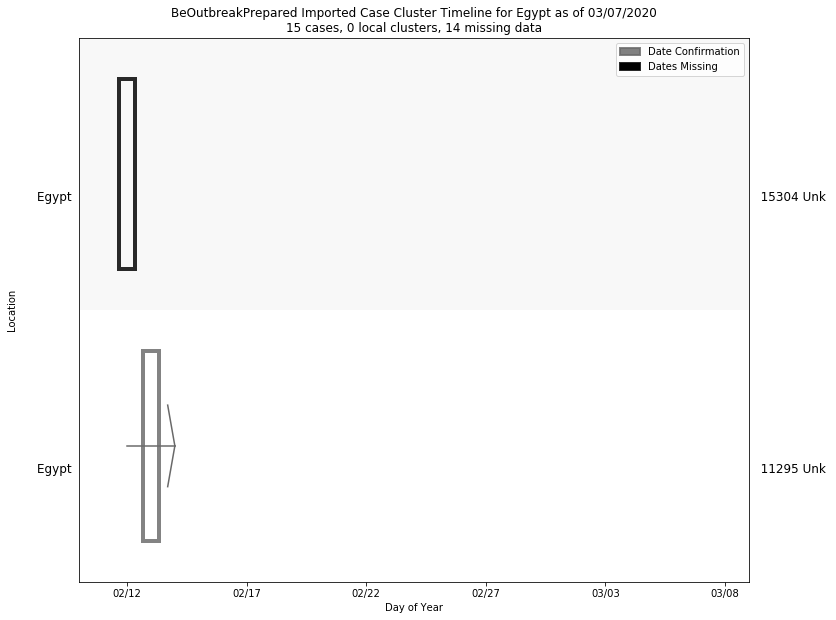 BeOutbreakPrepared Imported Case Cluster Timeline for Egypt as of 03/07/2020
15 cases, 0 local clusters, 14 missing data
Date Confirmation
Dates Missing
Egypt
15304 Unk
Location
Egypt
11295 Unk
02/12
02/17
02/22
02/27
03/03
03/08
Day of Year